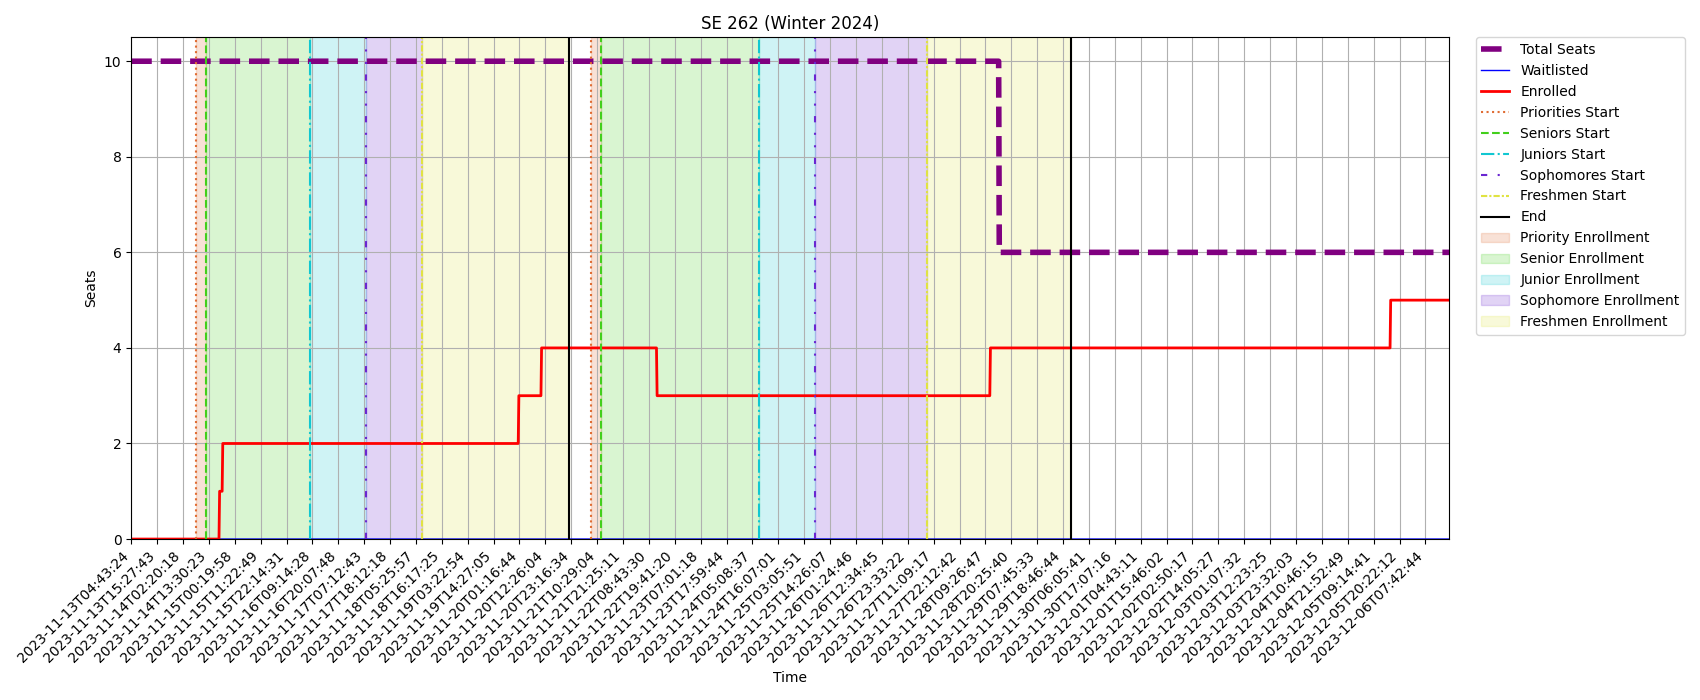 SE 262 (Winter 2024)
10
8
6
4
2
0
Seats
2023-11-13T04:43:24
2023-11-13T15:27:43
2023-11-14T02:20:18
2023-11-14T13:30:23
2023-11-15T00:19:58
2023-11-15T11:22:49
2023-11-15T22:14:31
2023-11-16T09:14:28
2023-11-16T20:07:48
2023-11-17T07:12:43
2023-11-17T18:12:18
2023-11-18T05:25:57
2023-11-18T16:17:25
2023-11-19T03:22:54
2023-11-19T14:27:05
2023-11-20T01:16:44
2023-11-20T12:26:04
2023-11-20T23:16:34
2023-11-21T10:29:04
2023-11-21T21:25:11
2023-11-22T08:43:30
2023-11-22T19:41:20
2023-11-23T07:01:18
2023-11-23T17:59:44
2023-11-24T05:08:37
2023-11-24T16:07:01
2023-11-25T03:05:51
2023-11-25T14:26:07
2023-11-26T01:24:46
2023-11-26T12:34:45
2023-11-26T23:33:22
2023-11-27T11:09:17
2023-11-27T22:12:42
2023-11-28T09:26:47
2023-11-28T20:25:40
2023-11-29T07:45:33
2023-11-29T18:46:44
2023-11-30T06:05:41
2023-11-30T17:07:16
2023-12-01T04:43:11
2023-12-01T15:46:02
2023-12-02T02:50:17
2023-12-02T14:05:27
2023-12-03T01:07:32
2023-12-03T12:23:25
2023-12-03T23:32:03
2023-12-04T10:46:15
2023-12-04T21:52:49
2023-12-05T09:14:41
2023-12-05T20:22:12
2023-12-06T07:42:44
Time
Total Seats
Waitlisted
Enrolled
Priorities Start
Seniors Start
Juniors Start
Sophomores Start
Freshmen Start
End
Priority Enrollment
Senior Enrollment
Junior Enrollment
Sophomore Enrollment
Freshmen Enrollment